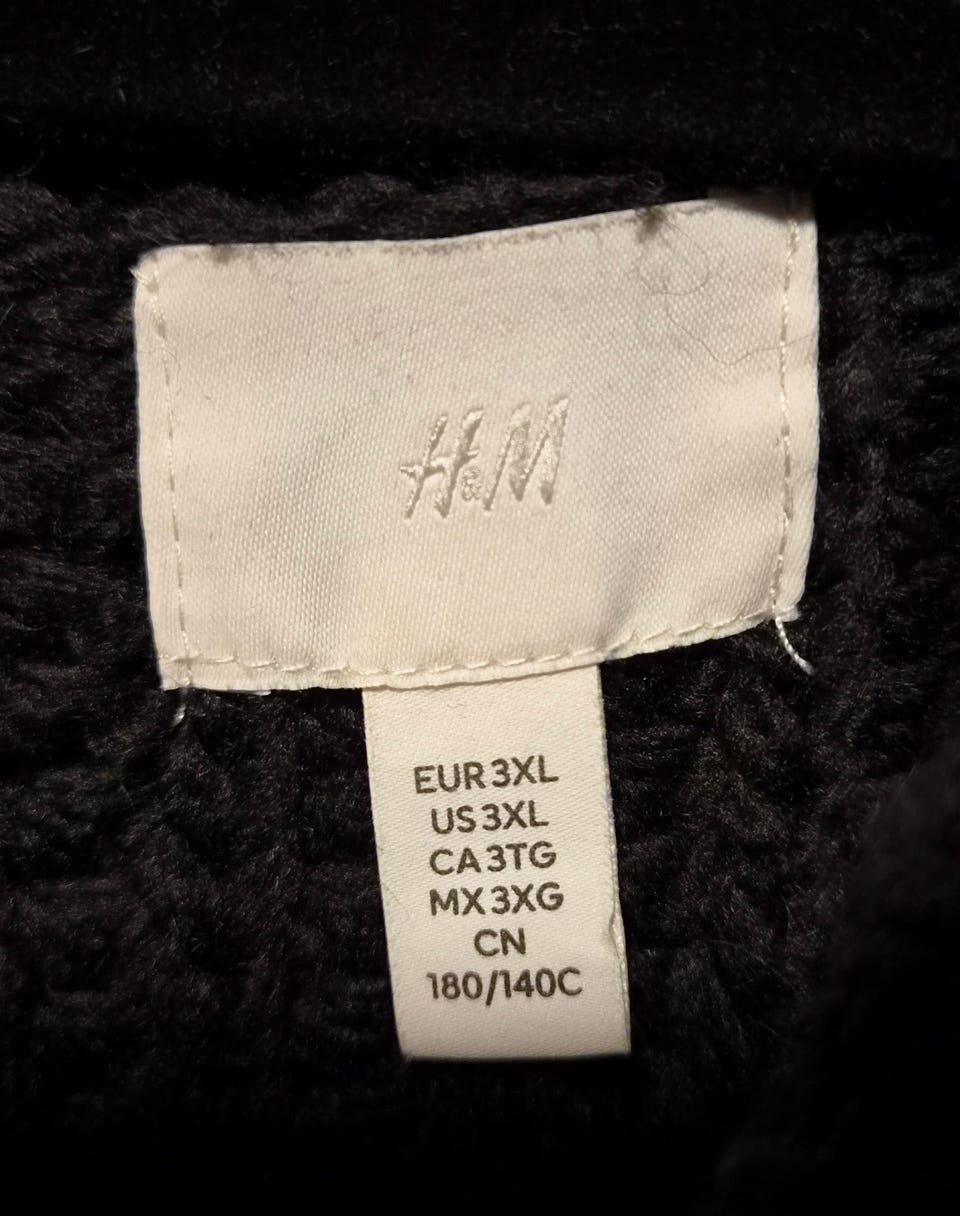 H&M
EUR 3XL
US 3XL
CA 3TG
MX 3XG
CN
180/140C